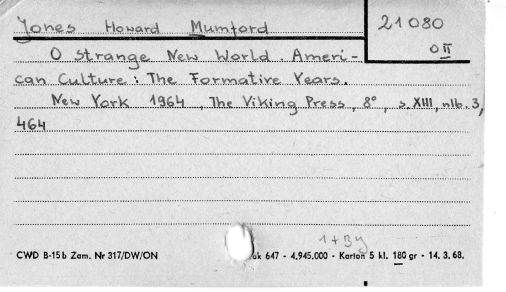 Jones Howard Mumford
21080
O II
O Strange New World. Ameri-
can Culture: The Formative Years.
New York 1964, The Viking Press, 8°, s. XIII, nlb. 3,
464
1+By
CWD B-15b Zam. Nr 317/DW/ON uk 647 - 4,945.000 - Karton 5 kl. 180 gr - 14. 3. 68.